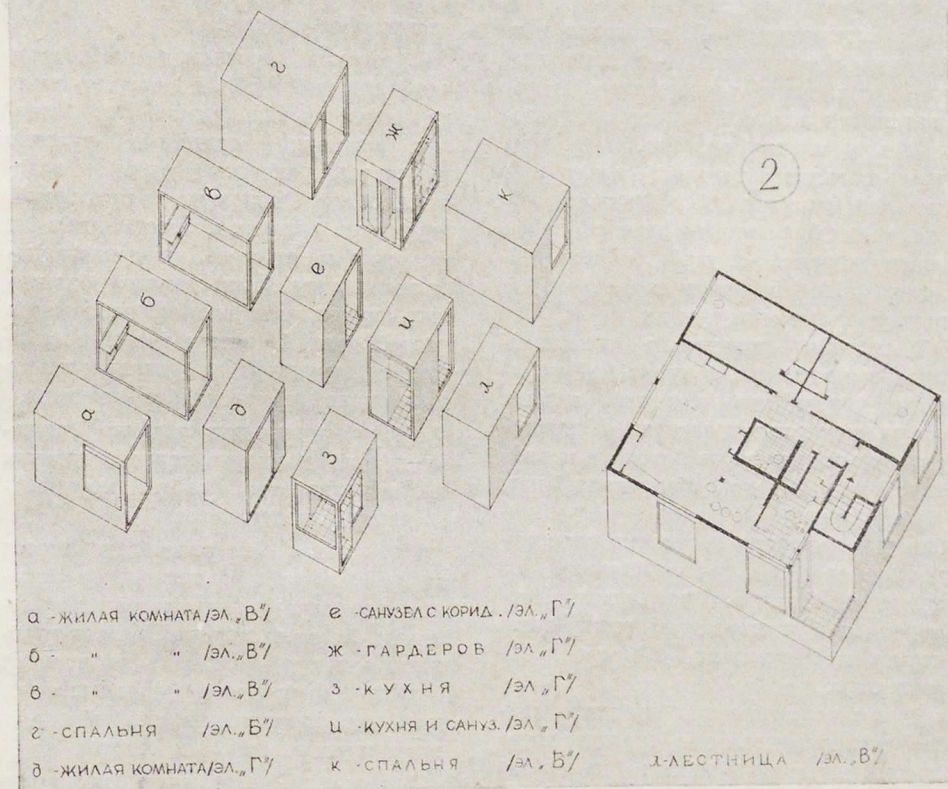 г
ж
к
в
2
е
б
и
л
а
д
з
а - ЖИЛАЯ КОМНАТА /ЭЛ. „В"/
б - " " /ЭЛ. „В"/
в - " " /ЭЛ. „В"/
г - СПАЛЬНЯ /ЭЛ. „Б"/
д - ЖИЛАЯ КОМНАТА /ЭЛ. „Г"/
е - САНУЗЕЛ С КОРИД. /ЭЛ. „Г"/
ж - ГАРДЕРОБ /ЭЛ „Г"/
з - КУХНЯ /ЭЛ „Г"/
и - КУХНЯ И САНУЗ. /ЭЛ „Г"/
к - СПАЛЬНЯ /ЭЛ „Б"/
л - ЛЕСТНИЦА /ЭЛ. „В"/